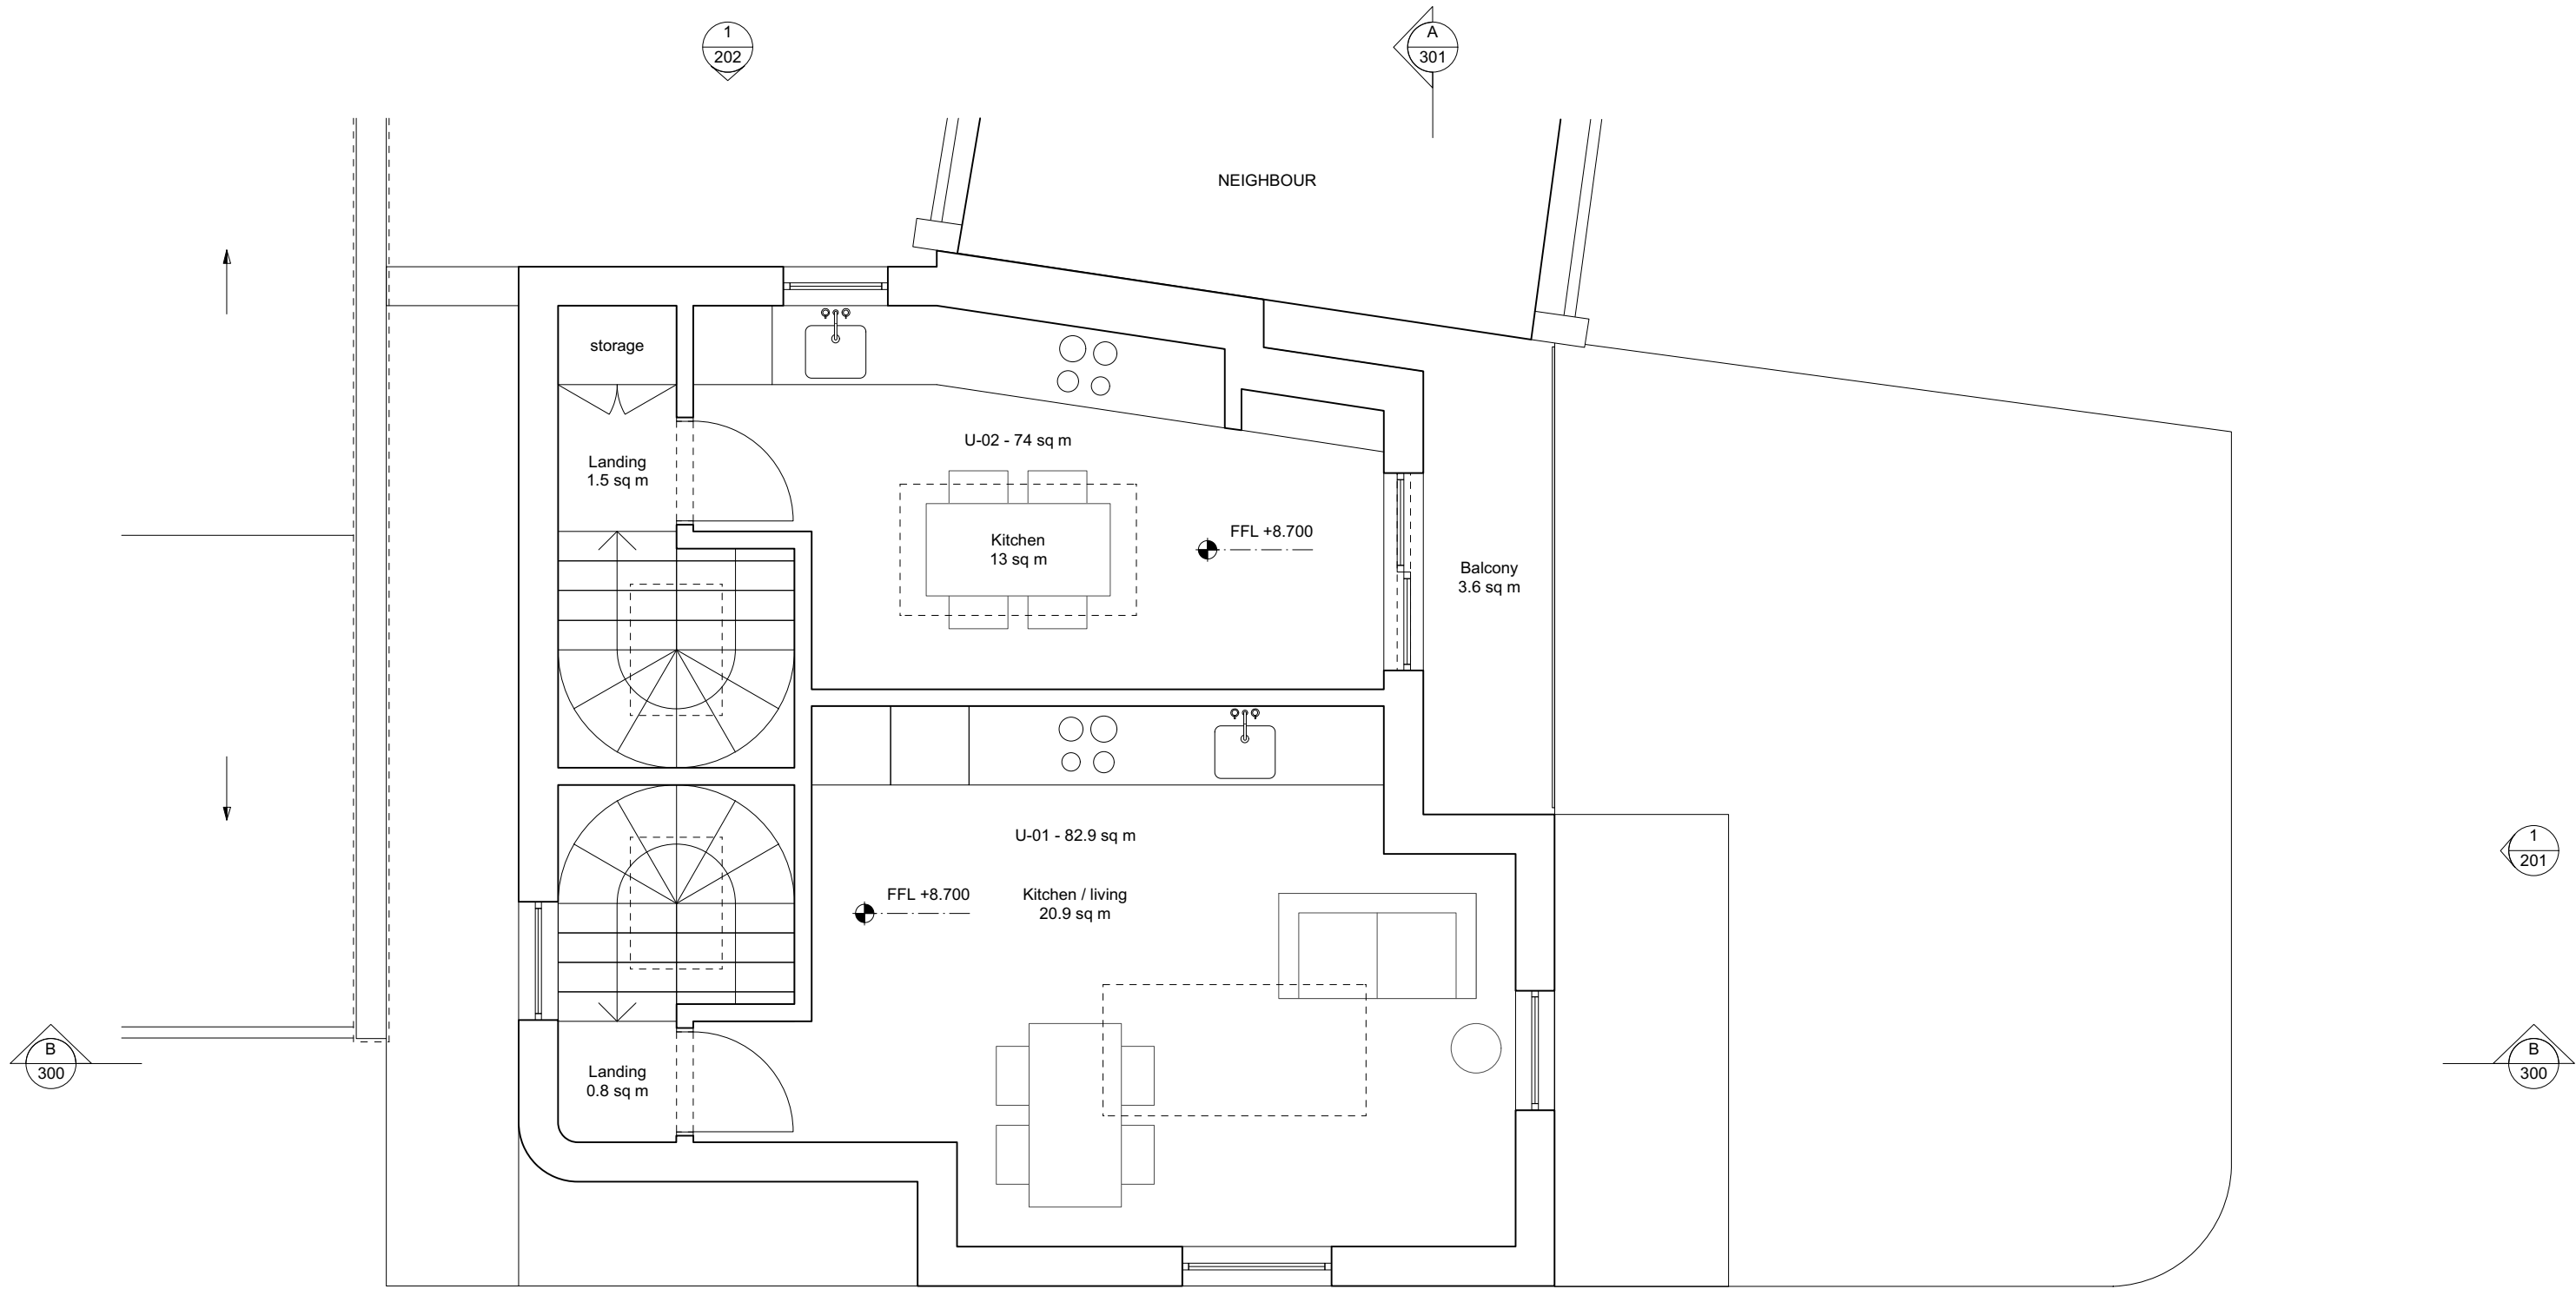 1
202
A
301
NEIGHBOUR
storage
U-02 - 74 sq m
Landing
1.5 sq m
FFL +8.700
Kitchen
13 sq m
Balcony
3.6 sq m
U-01 - 82.9 sq m
1
201
FFL +8.700
Kitchen / living
20.9 sq m
B
300
Landing
0.8 sq m
B
300